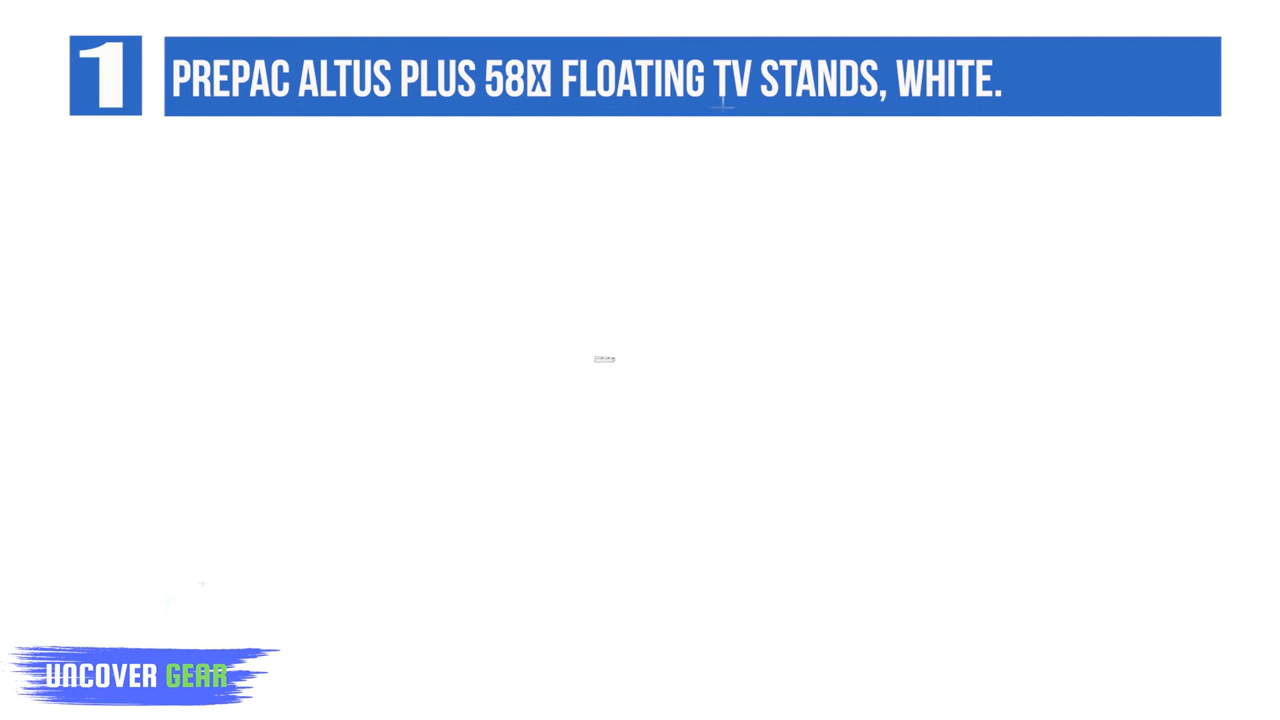 1
PREPAC ALTUS PLUS 58☒ FLOATING TV STANDS, WHITE.
UNCOVER GEAR